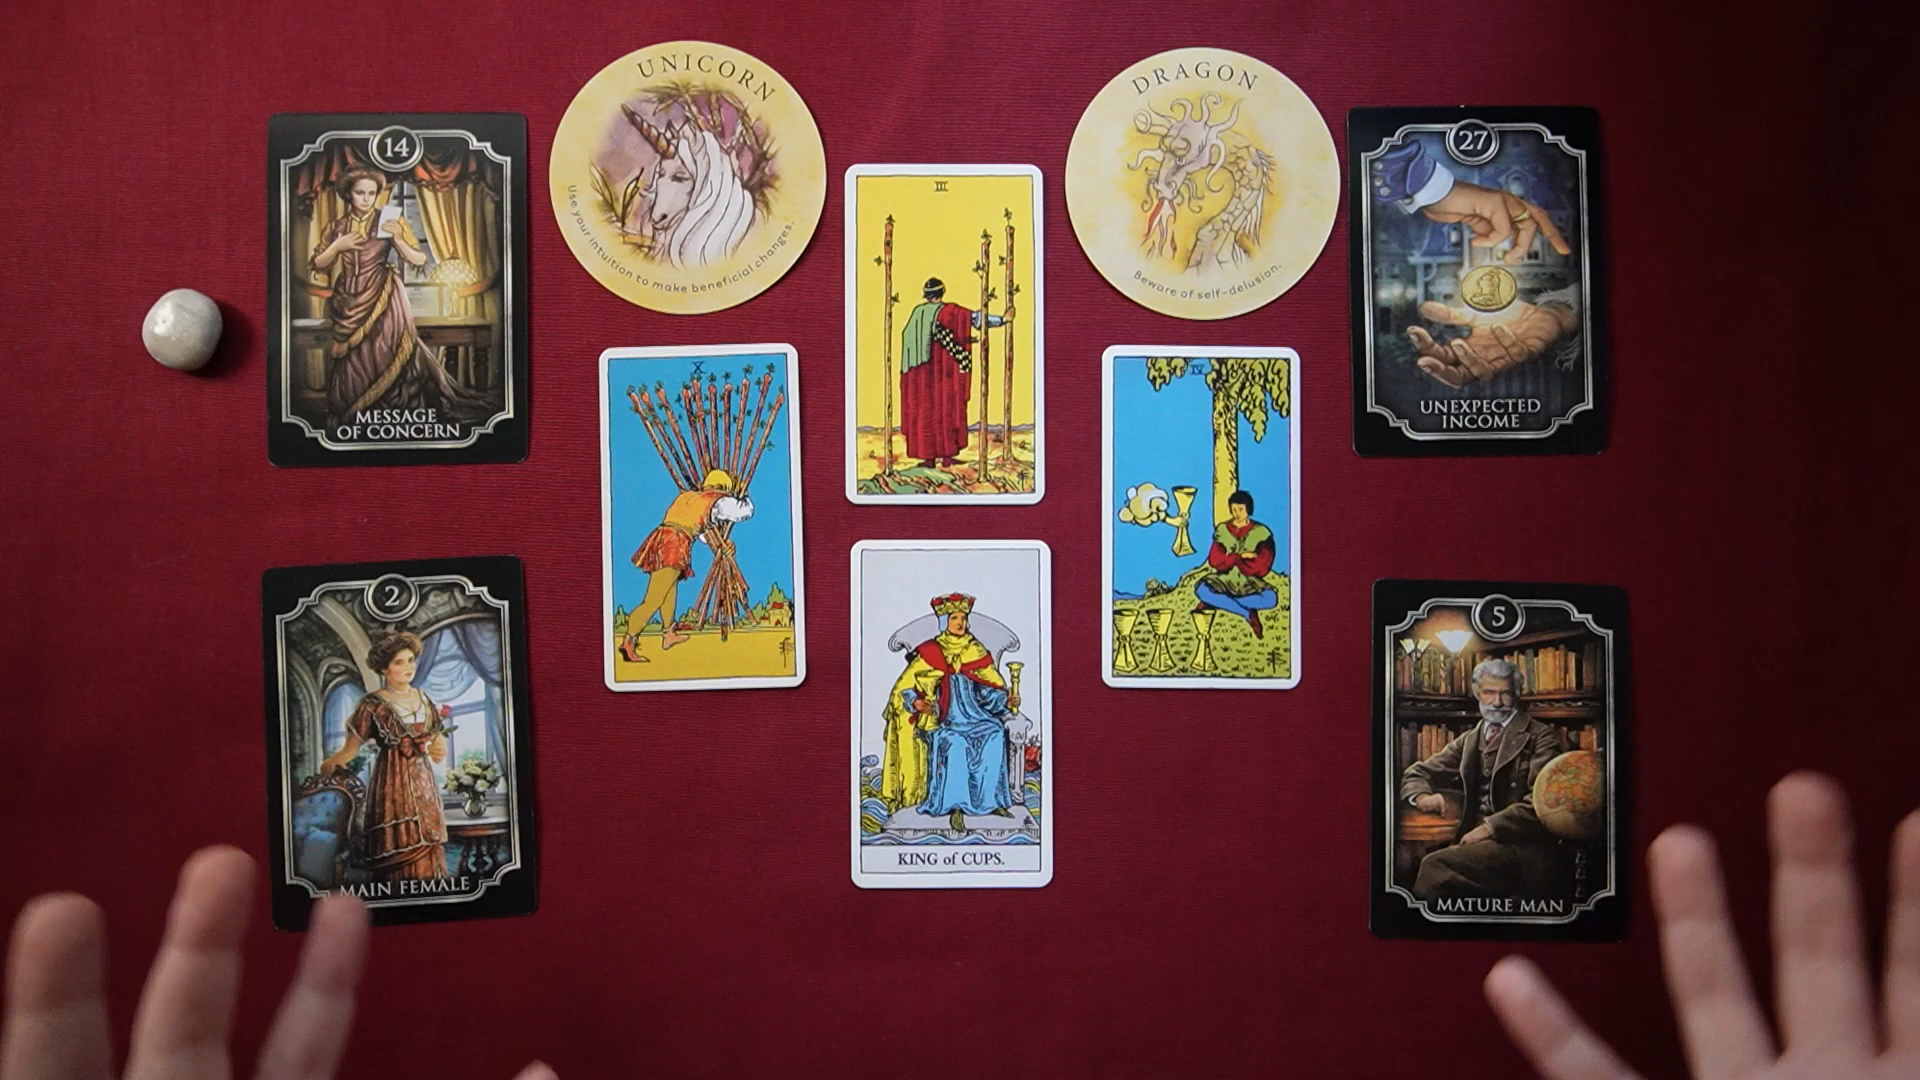 UNICORN
Use your intuition to make beneficial changes.
DRAGON
Beware of self-delusion.
14
MESSAGE
OF CONCERN
III
27
UNEXPECTED
INCOME
X
IV
2
MAIN FEMALE
KING of CUPS.
5
MATURE MAN